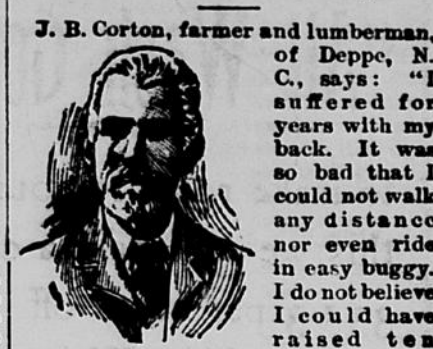 J. B. Corton, farmer and lumberman,
of Deppe, N.
C., says: "I
suffered for
years with my
back. It was
so bad that I
could not walk
any distance
nor even ride
in easy buggy.
I do not believe
I could have
raised ten